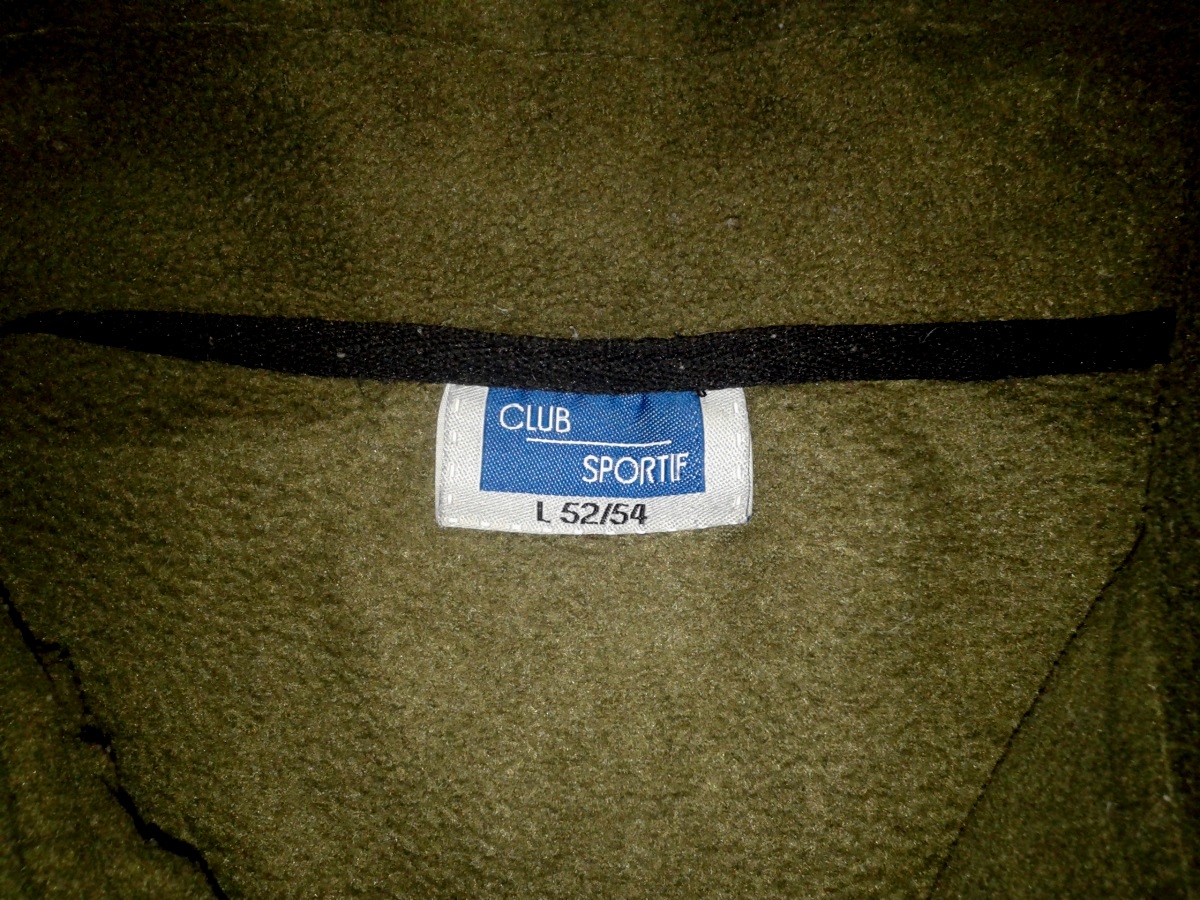 CLUB
SPORTIF
L 52/54